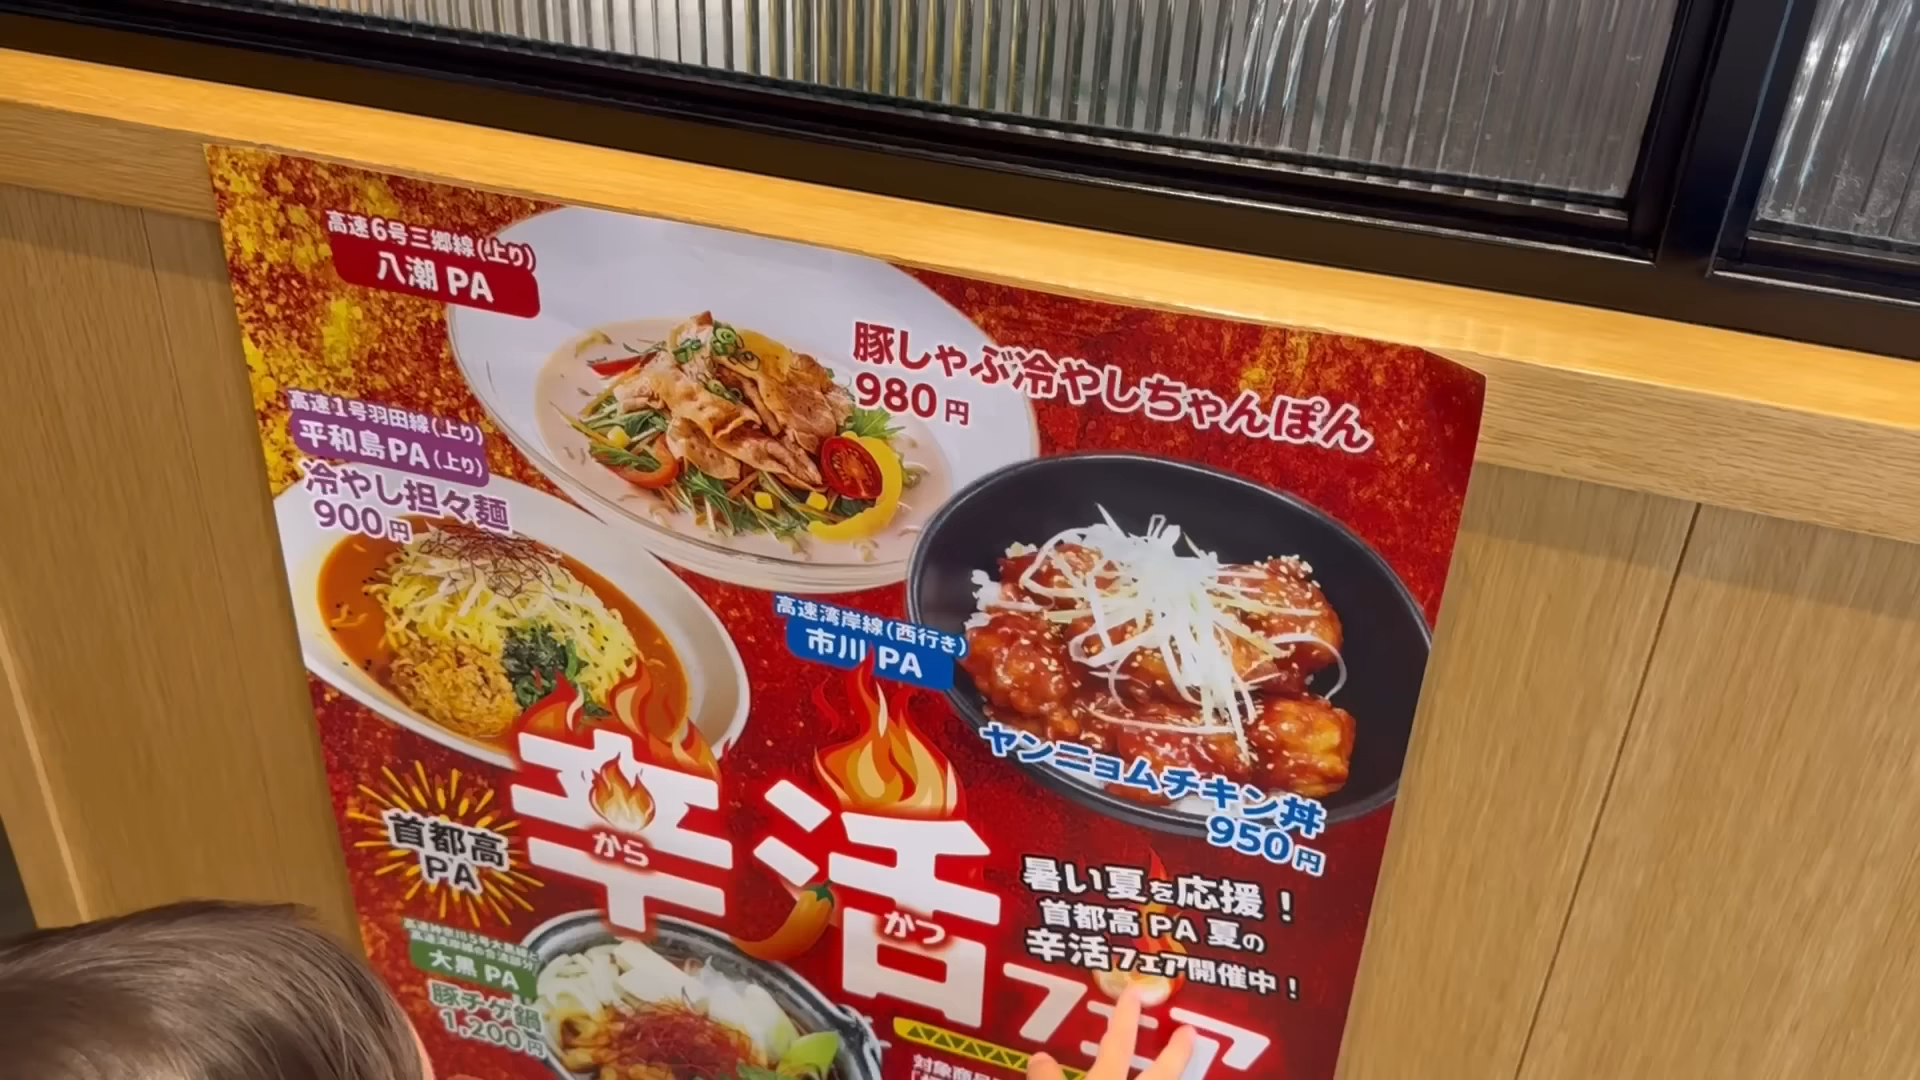 高速6号三郷線(上り)
八潮 PA
豚しゃぶ冷やしちゃんぽん
980円
高速1号羽田線(上り)
平和島PA(上り)
冷やし担々麺
900円
高速湾岸線(西行き)
市川 PA
ヤンニョムチキン丼
950円
首都高
PA
辛活フェア
から
かつ
暑い夏を応援!
首都高 PA 夏の
辛活フェア開催中!
大黒 PA
豚チゲ鍋
1,200円
対象商品